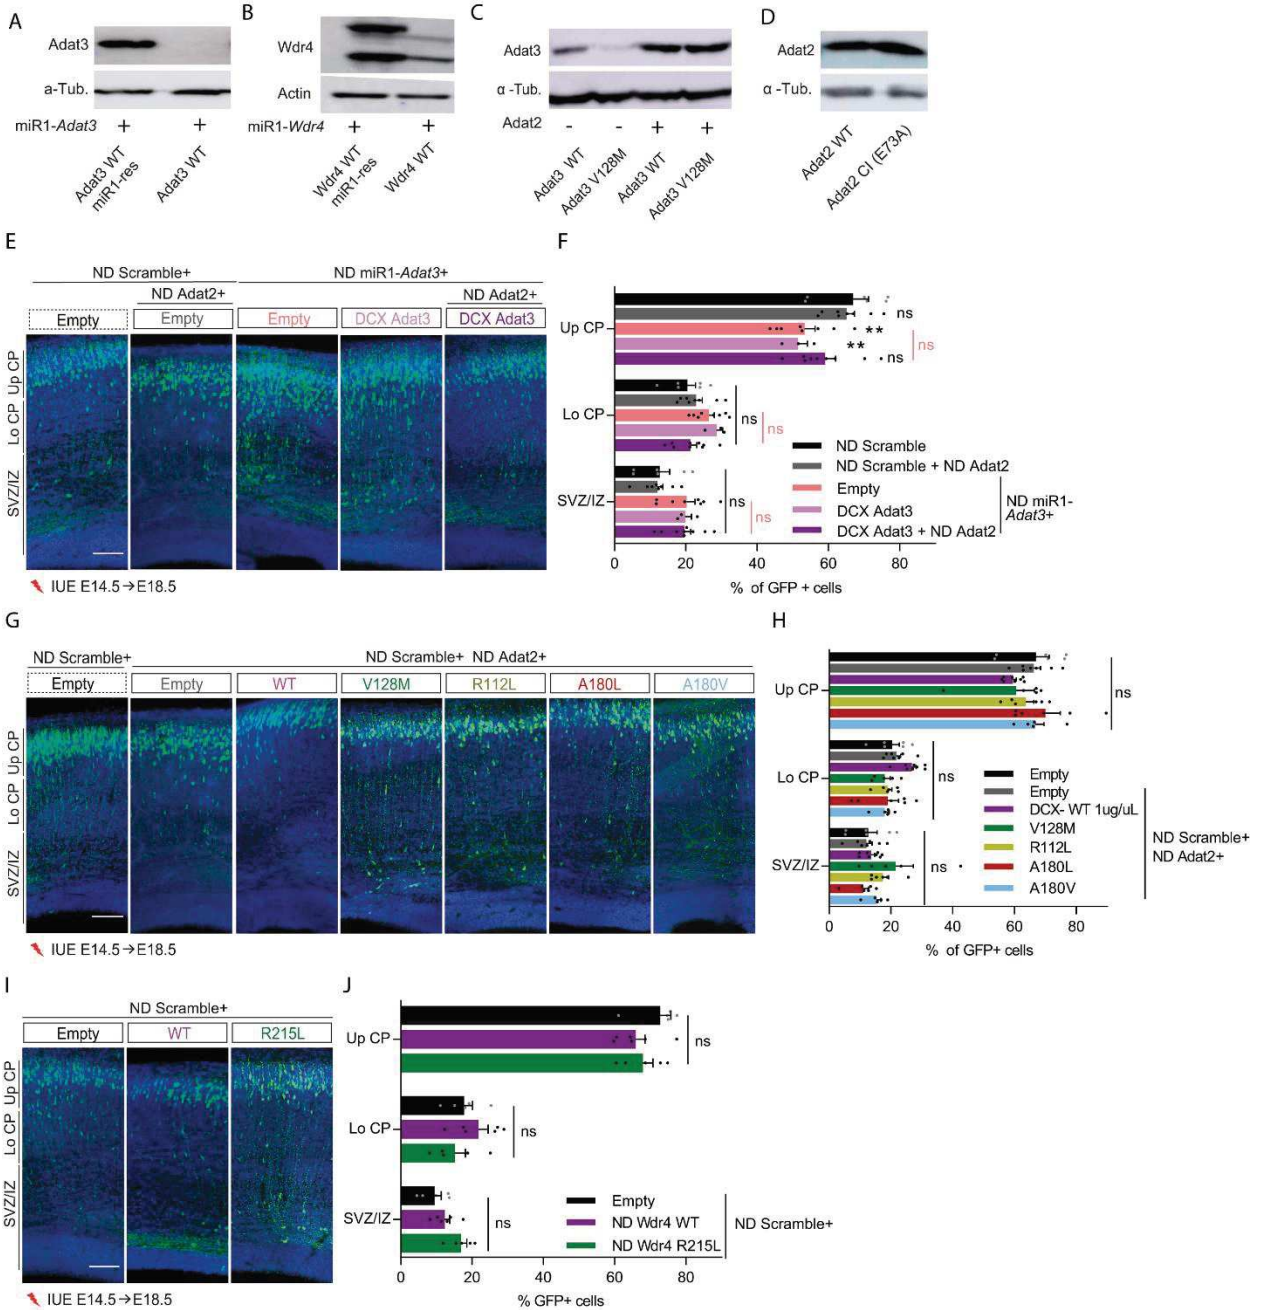 A
Adat3
a-Tub.
miR1-Adat3
+ +
Adat3 WT miR1-res
Adat3 WT
B
Wdr4
Actin
miR1-Wdr4
+ +
Wdr4 WT miR1-res
Wdr4 WT
C
Adat3
α -Tub.
Adat2
- - + +
Adat3 WT
Adat3 V128M
Adat3 WT
Adat3 V128M
D
Adat2
α -Tub.
Adat2 WT
Adat2 CI (E73A)
E
ND Scramble+
ND miR1-Adat3+
ND Adat2+
ND Adat2+
Empty
Empty
Empty
DCX Adat3
DCX Adat3
Up CP
Lo CP
SVZ/IZ
IUE E14.5→E18.5
F
Up CP
ns
**
**
ns
ns
Lo CP
ns
ns
SVZ/IZ
ns
ns
ND Scramble
ND Scramble + ND Adat2
Empty
DCX Adat3
DCX Adat3 + ND Adat2
ND miR1-
Adat3+
0 20 40 60 80
% of GFP + cells
G
ND Scramble+
ND Scramble+ ND Adat2+
Empty
Empty
WT
V128M
R112L
A180L
A180V
Up CP
Lo CP
SVZ/IZ
IUE E14.5→E18.5
H
Up CP
ns
Lo CP
ns
SVZ/IZ
ns
Empty
Empty
DCX- WT 1ug/uL
V128M
R112L
A180L
A180V
ND Scramble+
ND Adat2+
0 20 40 60 80
% of GFP+ cells
I
ND Scramble+
Empty
WT
R215L
Up CP
Lo CP
SVZ/IZ
IUE E14.5→E18.5
J
Up CP
ns
Lo CP
ns
SVZ/IZ
ns
Empty
ND Wdr4 WT
ND Wdr4 R215L
ND Scramble+
0 20 40 60 80
% GFP+ cells